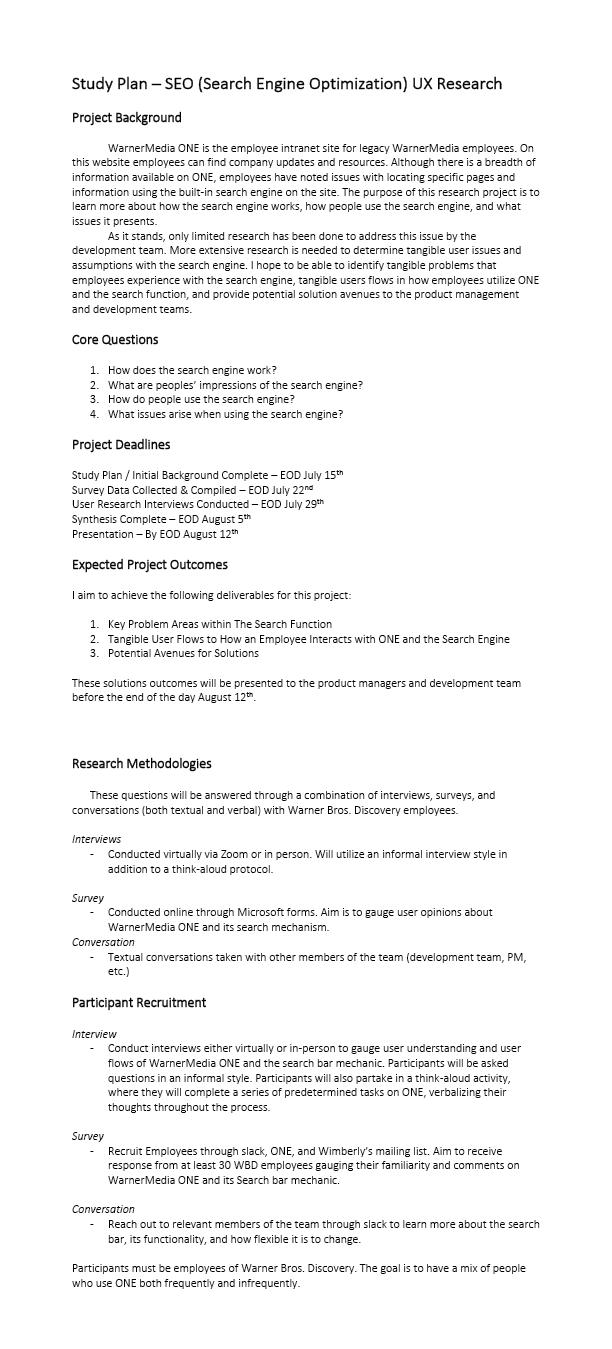 Study Plan – SEO (Search Engine Optimization) UX Research
Project Background
WarnerMedia ONE is the employee intranet site for legacy WarnerMedia employees. On
this website employees can find company updates and resources. Although there is a breadth of
information available on ONE, employees have noted issues with locating specific pages and
information using the built-in search engine on the site. The purpose of this research project is to
learn more about how the search engine works, how people use the search engine, and what
issues it presents.
As it stands, only limited research has been done to address this issue by the
development team. More extensive research is needed to determine tangible user issues and
assumptions with the search engine. I hope to be able to identify tangible problems that
employees experience with the search engine, tangible users flows in how employees utilize ONE
and the search function, and provide potential solution avenues to the product management
and development teams.
Core Questions
1. How does the search engine work?
2. What are peoples’ impressions of the search engine?
3. How do people use the search engine?
4. What issues arise when using the search engine?
Project Deadlines
Study Plan / Initial Background Complete – EOD July 15th
Survey Data Collected & Compiled – EOD July 22nd
User Research Interviews Conducted – EOD July 29th
Synthesis Complete – EOD August 5th
Presentation – By EOD August 12th
Expected Project Outcomes
I aim to achieve the following deliverables for this project:
1. Key Problem Areas within The Search Function
2. Tangible User Flows to How an Employee Interacts with ONE and the Search Engine
3. Potential Avenues for Solutions
These solutions outcomes will be presented to the product managers and development team
before the end of the day August 12th.
Research Methodologies
These questions will be answered through a combination of interviews, surveys, and
conversations (both textual and verbal) with Warner Bros. Discovery employees.
Interviews
- Conducted virtually via Zoom or in person. Will utilize an informal interview style in
addition to a think-aloud protocol.
Survey
- Conducted online through Microsoft forms. Aim is to gauge user opinions about
WarnerMedia ONE and its search mechanism.
Conversation
- Textual conversations taken with other members of the team (development team, PM,
etc.)
Participant Recruitment
Interview
- Conduct interviews either virtually or in-person to gauge user understanding and user
flows of WarnerMedia ONE and the search bar mechanic. Participants will be asked
questions in an informal style. Participants will also partake in a think-aloud activity,
where they will complete a series of predetermined tasks on ONE, verbalizing their
thoughts throughout the process.
Survey
- Recruit Employees through slack, ONE, and Wimberly’s mailing list. Aim to receive
response from at least 30 WBD employees gauging their familiarity and comments on
WarnerMedia ONE and its Search bar mechanic.
Conversation
- Reach out to relevant members of the team through slack to learn more about the search
bar, its functionality, and how flexible it is to change.
Participants must be employees of Warner Bros. Discovery. The goal is to have a mix of people
who use ONE both frequently and infrequently.